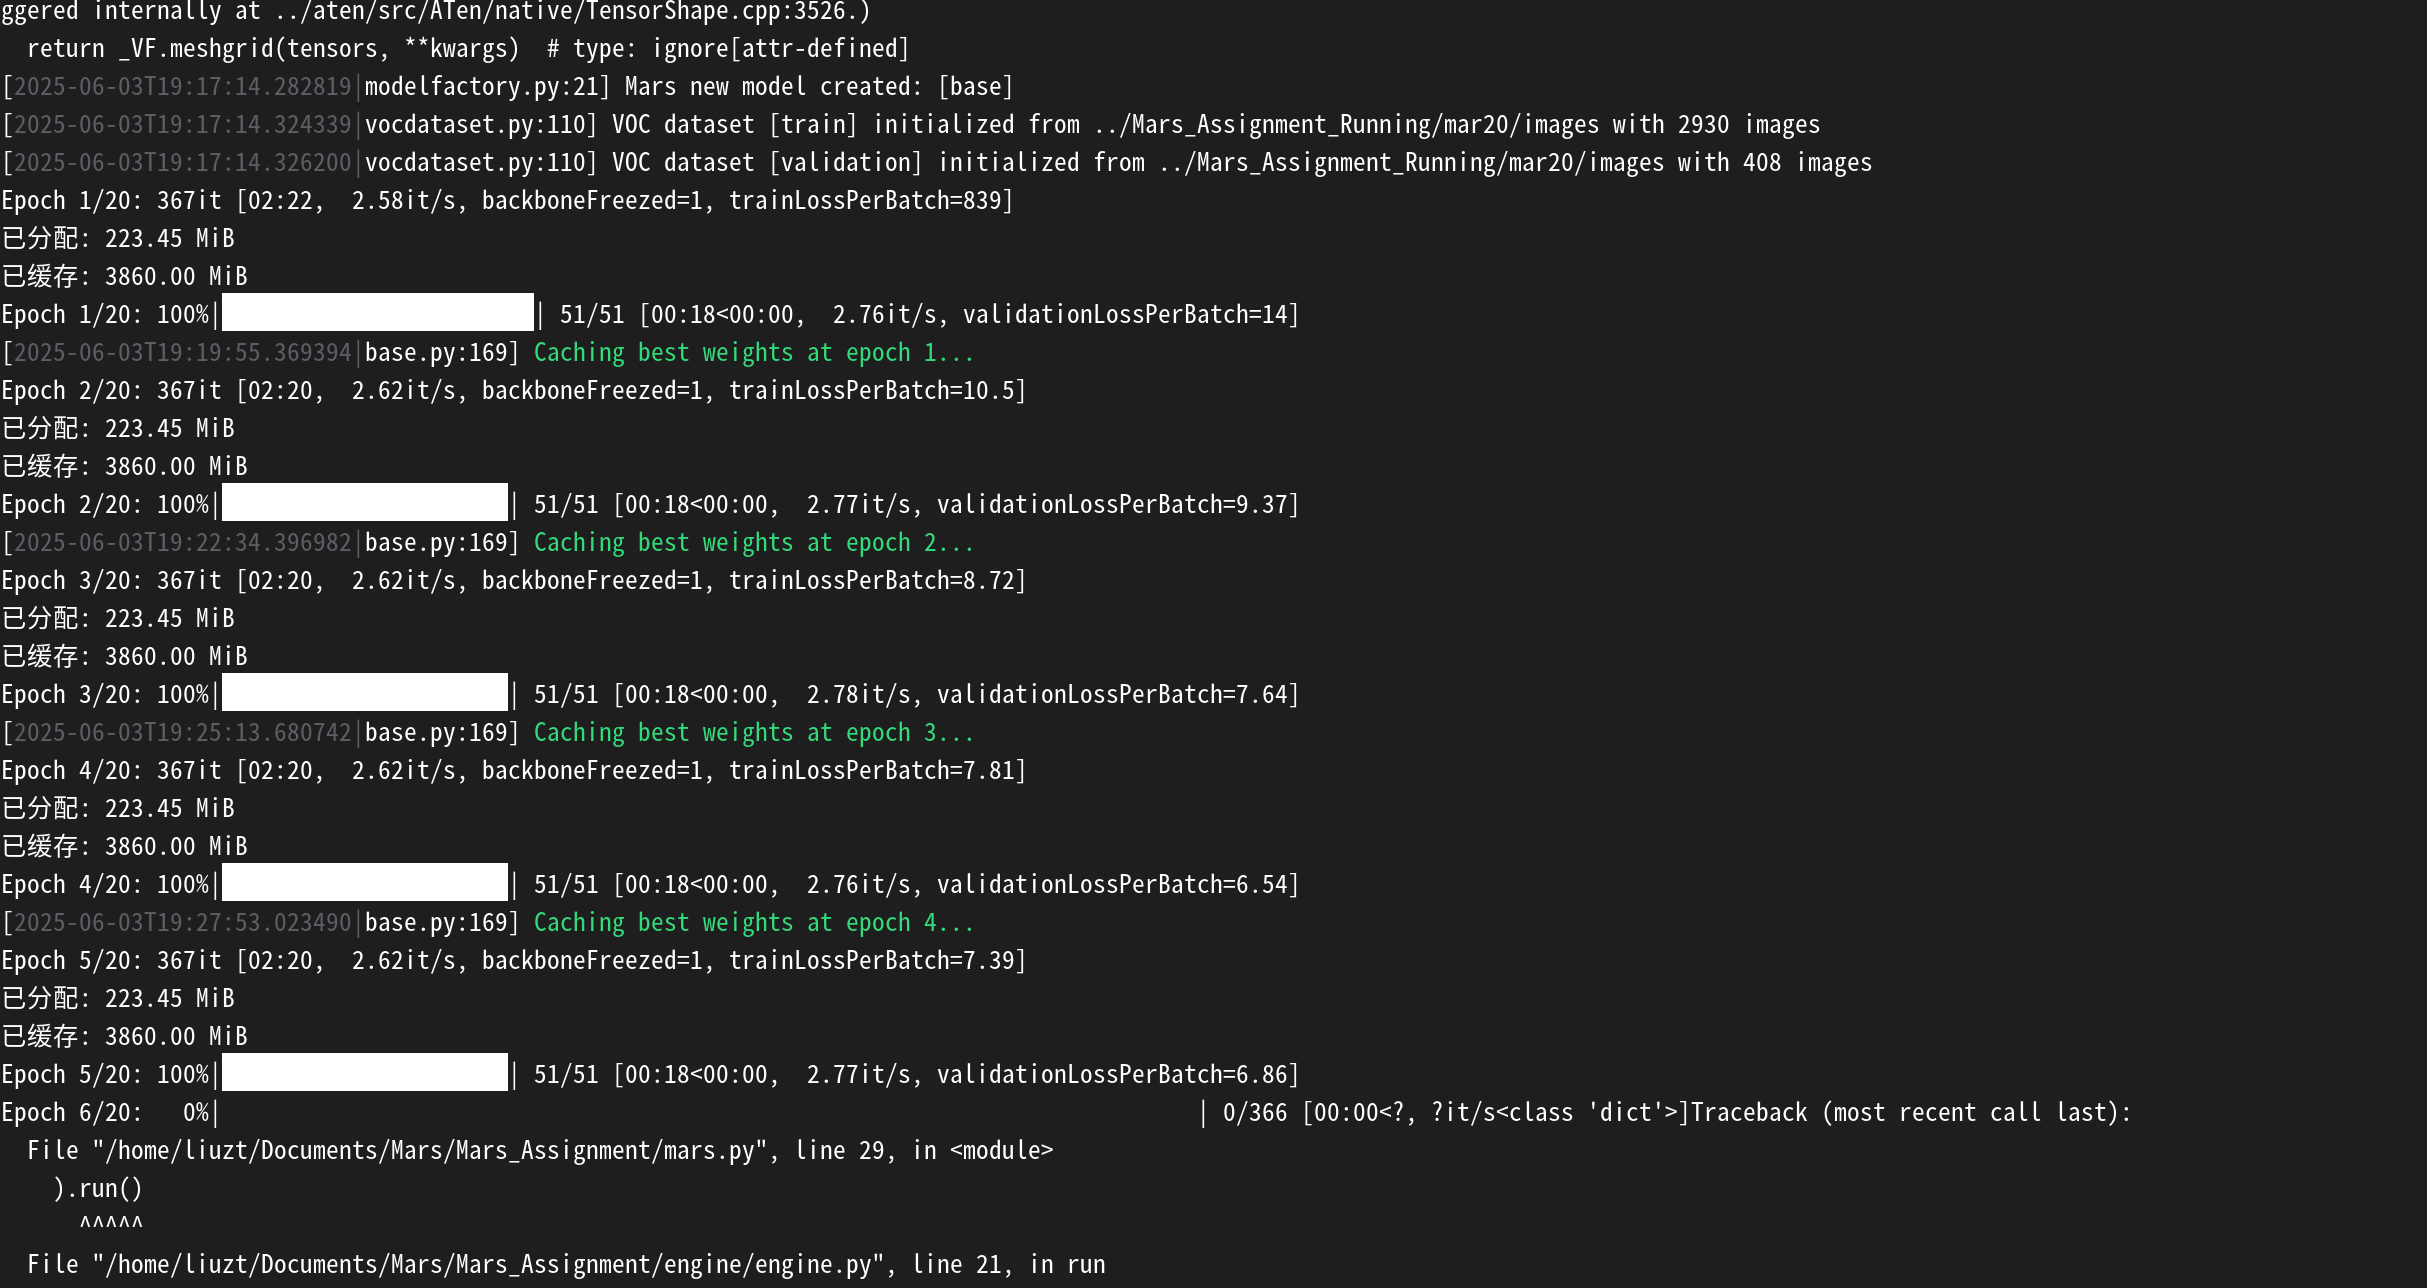 ggered internally at ../aten/src/ATen/native/TensorShape.cpp:3526.)
  return _VF.meshgrid(tensors, **kwargs)  # type: ignore[attr-defined]
[2025-06-03T19:17:14.282819|modelfactory.py:21] Mars new model created: [base]
[2025-06-03T19:17:14.324339|vocdataset.py:110] VOC dataset [train] initialized from ../Mars_Assignment_Running/mar20/images with 2930 images
[2025-06-03T19:17:14.326200|vocdataset.py:110] VOC dataset [validation] initialized from ../Mars_Assignment_Running/mar20/images with 408 images
Epoch 1/20: 367it [02:22,  2.58it/s, backboneFreezed=1, trainLossPerBatch=839]
已分配: 223.45 MiB
已缓存: 3860.00 MiB
Epoch 1/20: 100%|| 51/51 [00:18<00:00,  2.76it/s, validationLossPerBatch=14]
[2025-06-03T19:19:55.369394|base.py:169] Caching best weights at epoch 1...
Epoch 2/20: 367it [02:20,  2.62it/s, backboneFreezed=1, trainLossPerBatch=10.5]
已分配: 223.45 MiB
已缓存: 3860.00 MiB
Epoch 2/20: 100%|| 51/51 [00:18<00:00,  2.77it/s, validationLossPerBatch=9.37]
[2025-06-03T19:22:34.396982|base.py:169] Caching best weights at epoch 2...
Epoch 3/20: 367it [02:20,  2.62it/s, backboneFreezed=1, trainLossPerBatch=8.72]
已分配: 223.45 MiB
已缓存: 3860.00 MiB
Epoch 3/20: 100%|| 51/51 [00:18<00:00,  2.78it/s, validationLossPerBatch=7.64]
[2025-06-03T19:25:13.680742|base.py:169] Caching best weights at epoch 3...
Epoch 4/20: 367it [02:20,  2.62it/s, backboneFreezed=1, trainLossPerBatch=7.81]
已分配: 223.45 MiB
已缓存: 3860.00 MiB
Epoch 4/20: 100%|| 51/51 [00:18<00:00,  2.76it/s, validationLossPerBatch=6.54]
[2025-06-03T19:27:53.023490|base.py:169] Caching best weights at epoch 4...
Epoch 5/20: 367it [02:20,  2.62it/s, backboneFreezed=1, trainLossPerBatch=7.39]
已分配: 223.45 MiB
已缓存: 3860.00 MiB
Epoch 5/20: 100%|| 51/51 [00:18<00:00,  2.77it/s, validationLossPerBatch=6.86]
Epoch 6/20:   0%|          | 0/366 [00:00<?, ?it/s<class 'dict'>]Traceback (most recent call last):
  File "/home/liuzt/Documents/Mars/Mars_Assignment/mars.py", line 29, in <module>
    ).run()
      ^^^^^
  File "/home/liuzt/Documents/Mars/Mars_Assignment/engine/engine.py", line 21, in run